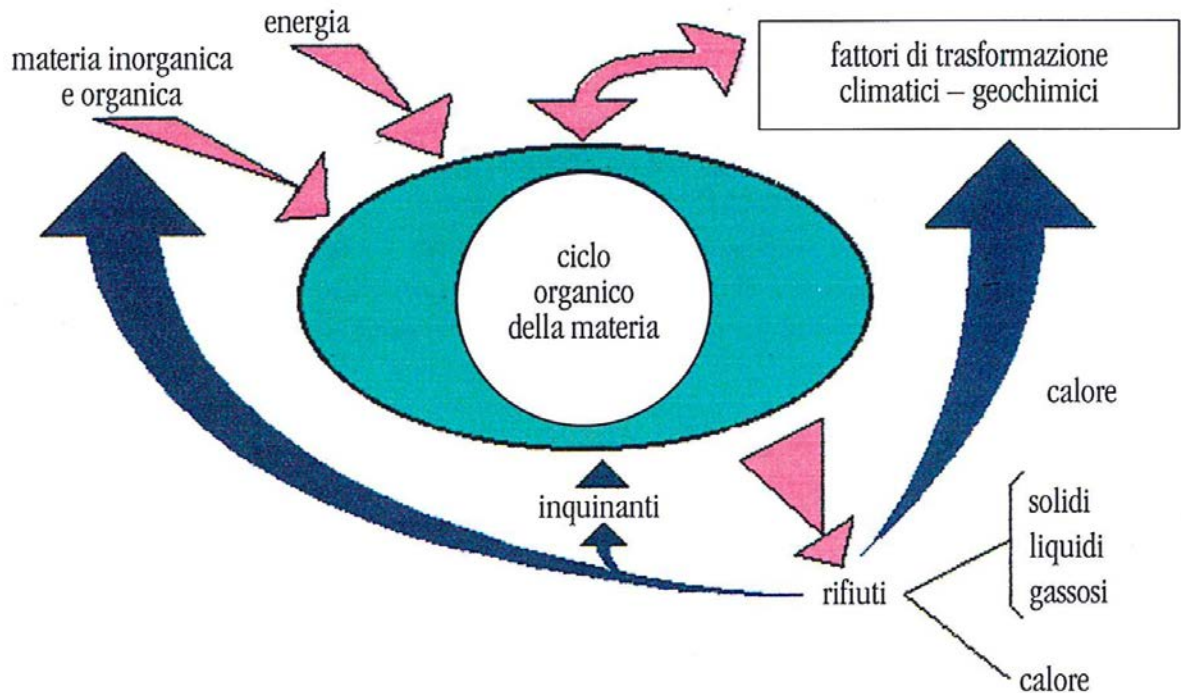 energia
materia inorganica
e organica
fattori di trasformazione
climatici – geochimici
ciclo
organico
della materia
calore
inquinanti
rifiuti
solidi
liquidi
gassosi
calore